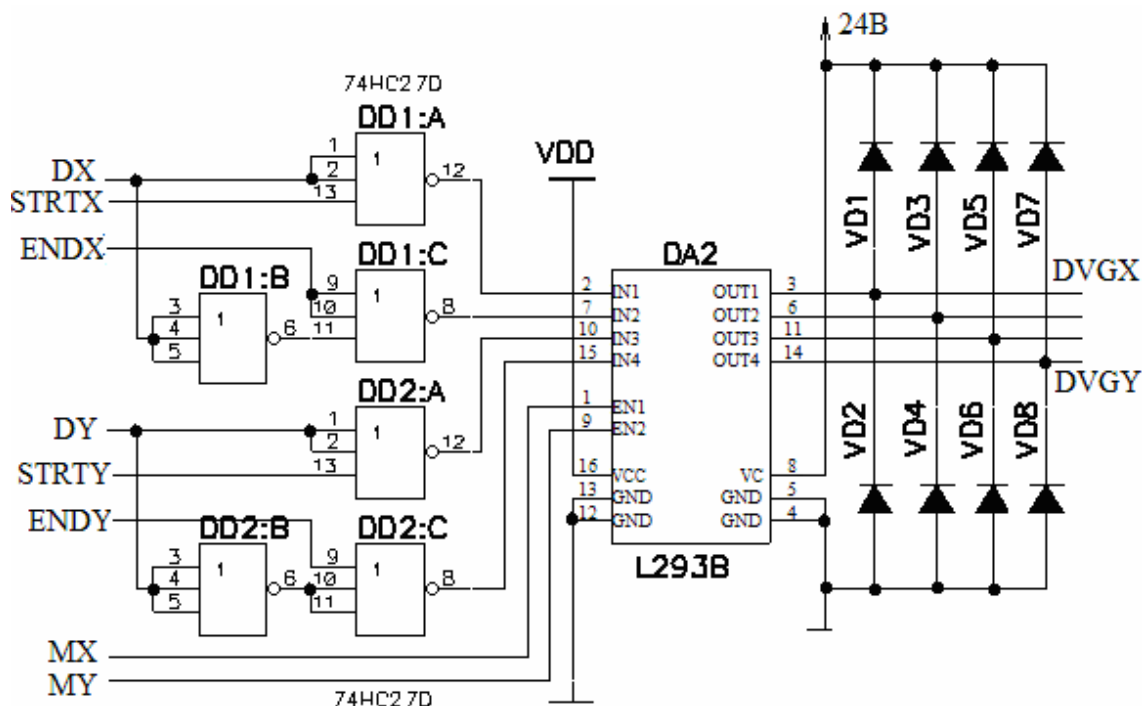 24В
74HC27D
DD1:A
1
1
2
13
12
DX
STRTX
VDD
ENDX
DD1:C
1
9
10
11
8
DD1:B
1
3
4
5
6
DA2
2 IN1 OUT1 3
7 IN2 OUT2 6
10 IN3 OUT3 11
15 IN4 OUT4 14
1 EN1
9 EN2
16 VCC VC 8
13 GND GND 5
12 GND GND 4
L293B
VD1
VD3
VD5
VD7
DVGX
DVGY
VD2
VD4
VD6
VD8
DD2:A
1
1
2
13
12
DY
STRTY
ENDY
DD2:B
1
3
4
5
6
DD2:C
1
9
10
11
8
MX
MY
74HC27D